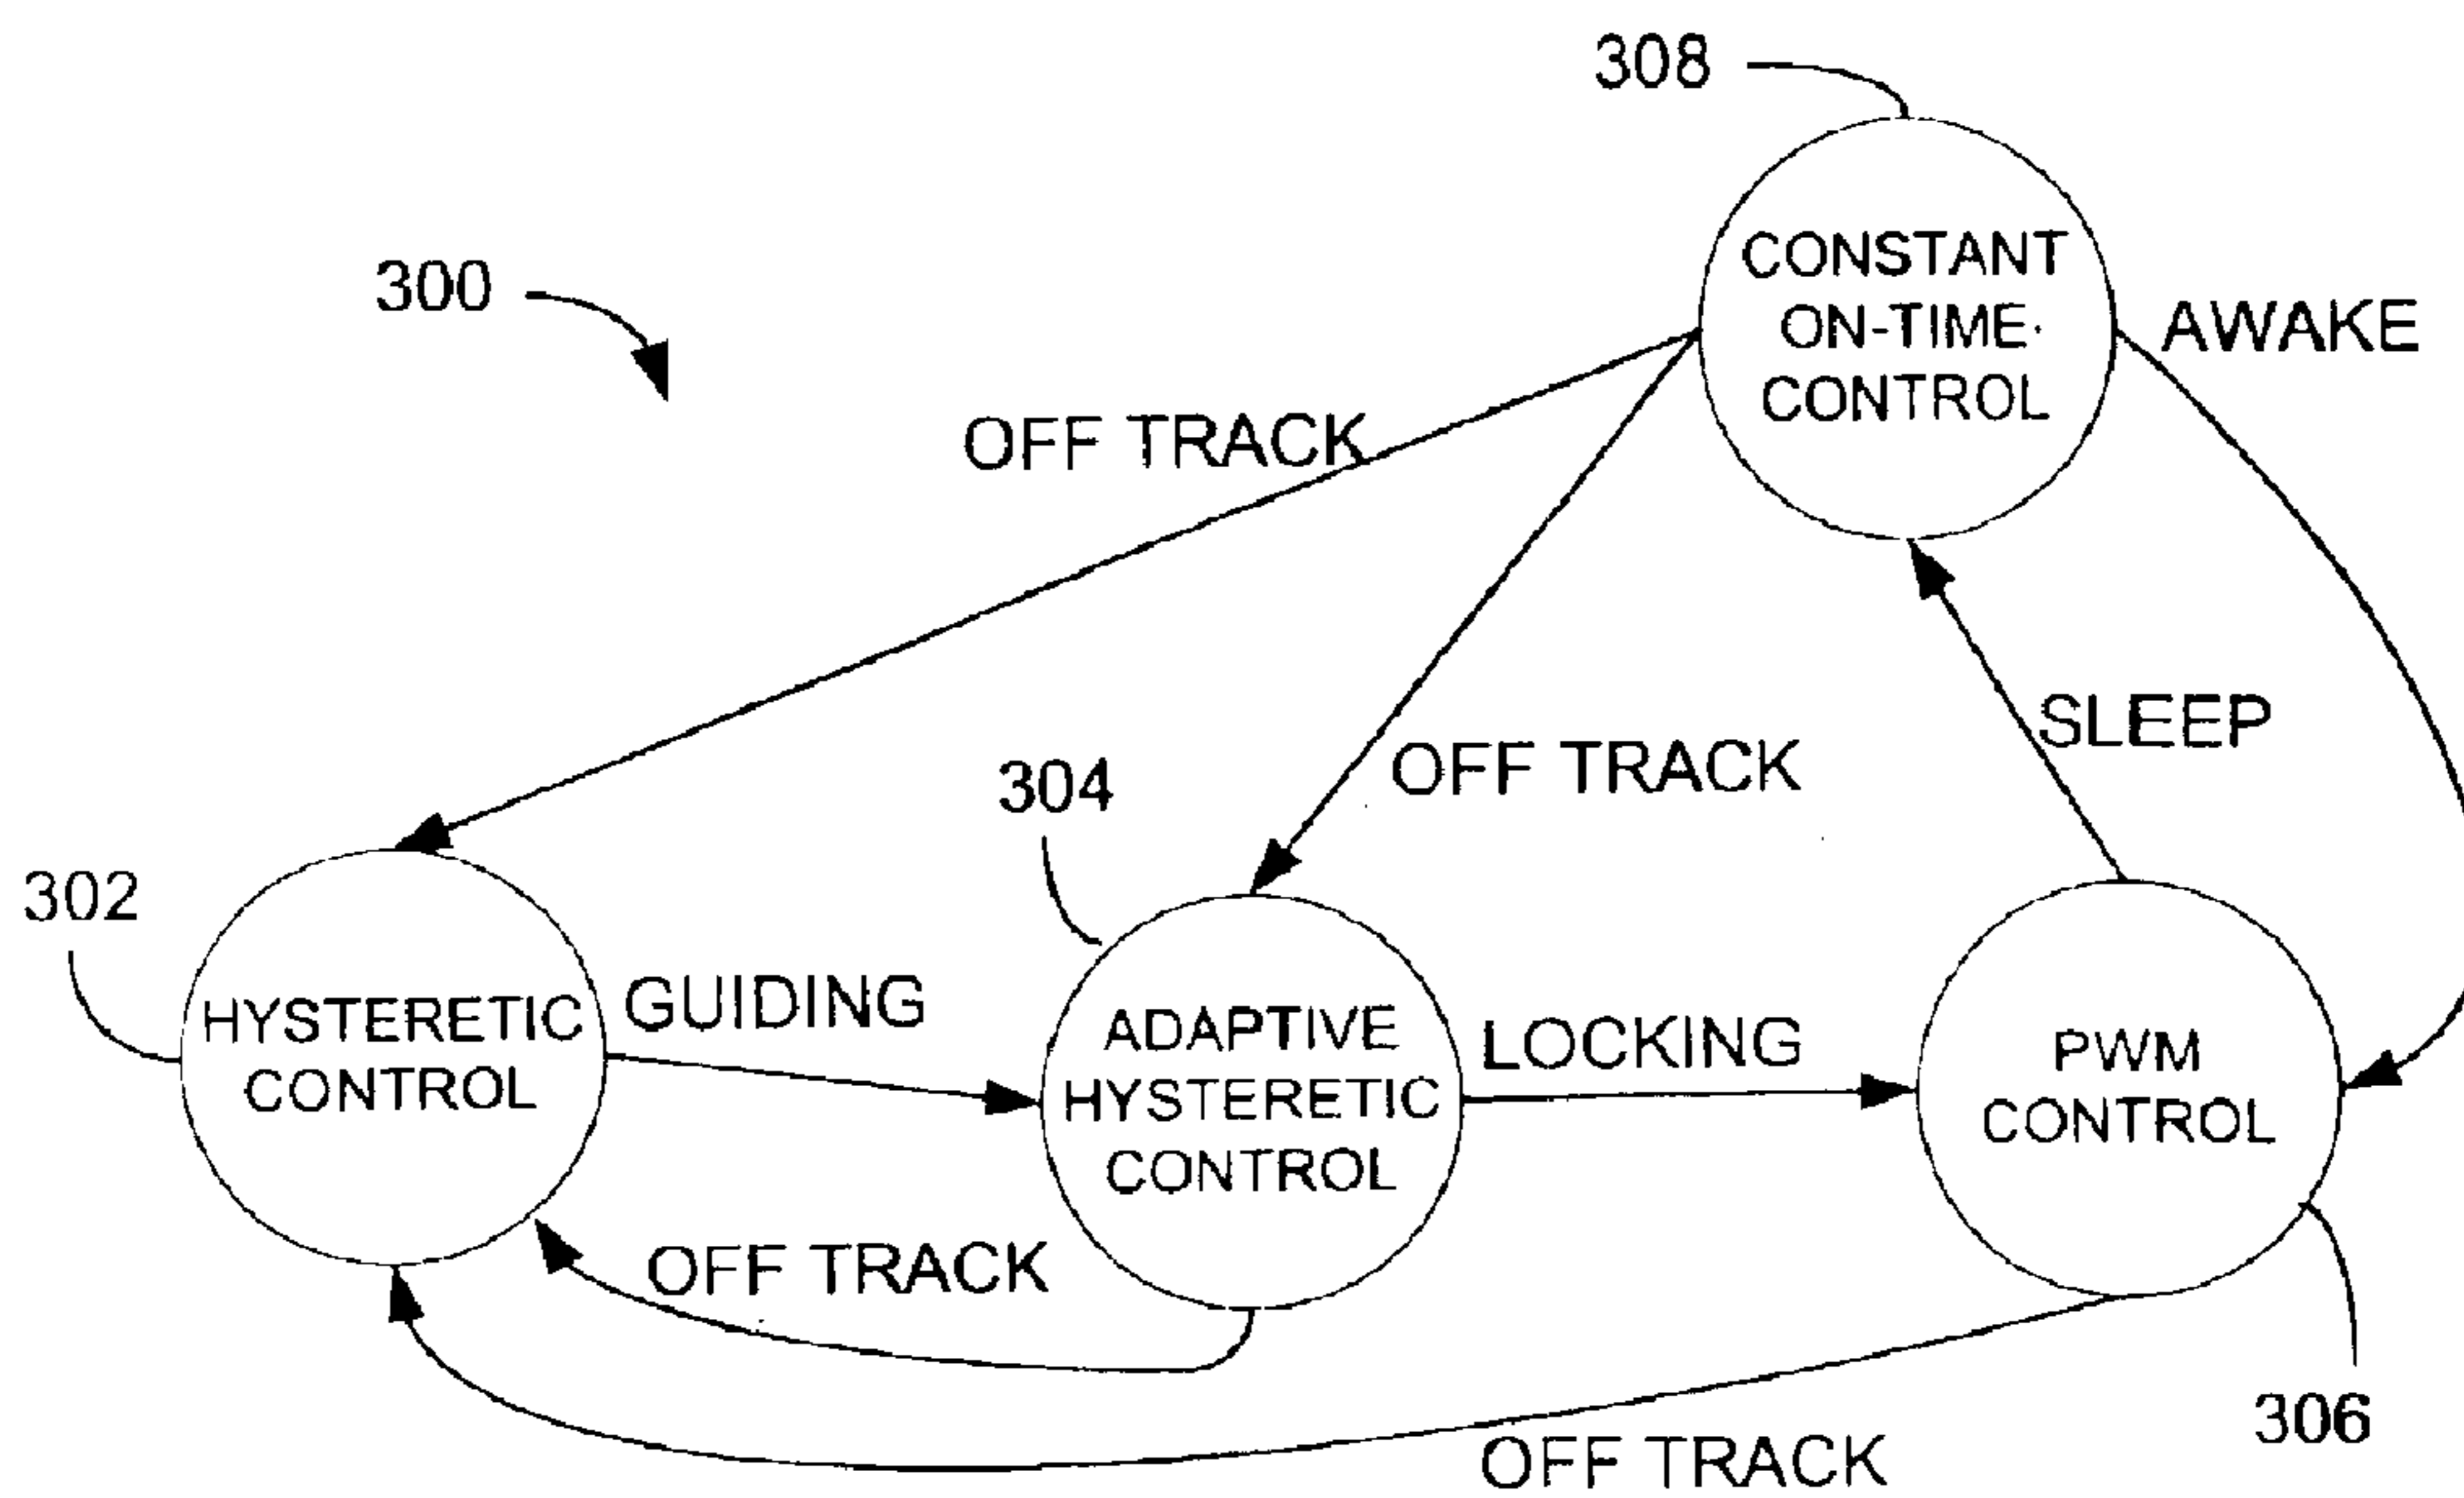 308
CONSTANT
ON-TIME
CONTROL
AWAKE
300
OFF TRACK
SLEEP
OFF TRACK
304
302
HYSTERETIC
CONTROL
GUIDING
ADAPTIVE
HYSTERETIC
CONTROL
LOCKING
PWM
CONTROL
OFF TRACK
306
OFF TRACK